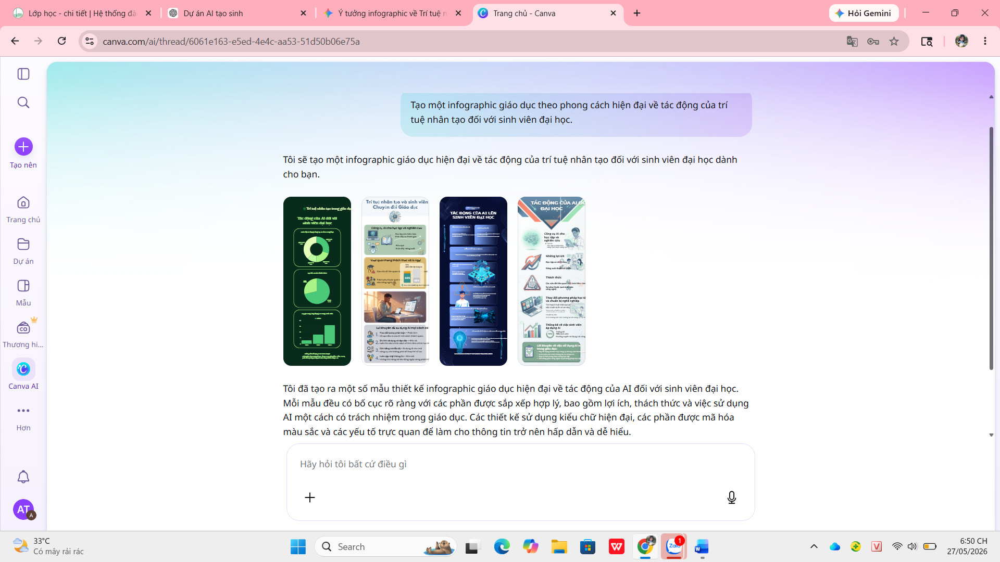 Lớp học - chi tiết | Hệ thống đà
Dự án AI tạo sinh
Ý tưởng infographic về Trí tuệ n
Trang chủ - Canva
Hỏi Gemini
canva.com/ai/thread/6061e163-e5ed-4e4c-aa53-51d50b06e75a
Tạo nên
Trang chủ
Dự án
Mẫu
Thương hi...
Canva AI
Hơn
AT
A
Tạo một infographic giáo dục theo phong cách hiện đại về tác động của trí
tuệ nhân tạo đối với sinh viên đại học.
Tôi sẽ tạo một infographic giáo dục hiện đại về tác động của trí tuệ nhân tạo đối với sinh viên đại học dành
cho bạn.
Trí tuệ nhân tạo trong giáo dụ
Tác động của AI đối với
sinh viên đại học
Trí tuệ nhân tạo và sinh viên
Chuyển đổi Giáo dục
Công cụ AI cho học tập và nghiên cứu
Vượt qua những thách thức và lo ngại
Lời khuyên để sử dụng AI một cách có
1.
2.
3.
4.
TÁC ĐỘNG CỦA AI LÊN
SINH VIÊN ĐẠI HỌC
TÁC ĐỘNG CỦA AI ĐỐ
ĐẠI HỌC
Công cụ AI cho
học tập và
nghiên cứu
Những lợi ích
Thách thức
Thay đổi phương pháp học tậ
và chuẩn bị nghề nghiệp
Thống kê về việc sinh viên
áp dụng AI
Lời khuyên về việc sử dụng AI
trong giáo dục:
Tôi đã tạo ra một số mẫu thiết kế infographic giáo dục hiện đại về tác động của AI đối với sinh viên đại học.
Mỗi mẫu đều có bố cục rõ ràng với các phần được sắp xếp hợp lý, bao gồm lợi ích, thách thức và việc sử dụng
AI một cách có trách nhiệm trong giáo dục. Các thiết kế sử dụng kiểu chữ hiện đại, các phần được mã hóa
màu sắc và các yếu tố trực quan để làm cho thông tin trở nên hấp dẫn và dễ hiểu.
Hãy hỏi tôi bất cứ điều gì
33°C
Có mây rải rác
Search
Zalo
1
6:50 CH
27/05/2026